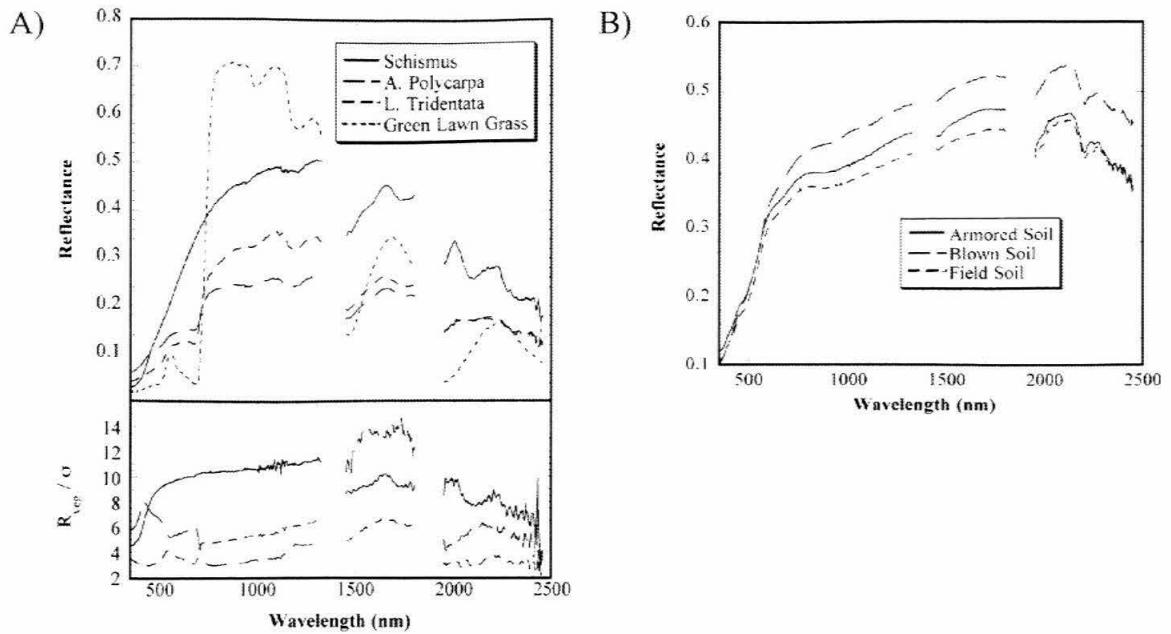 A)
0.8
0.7
0.6
0.5
0.4
0.3
0.2
0.1
Reflectance
Schismus
A. Polycarpa
L. Tridentata
Green Lawn Grass
14
12
10
8
6
4
2
R veg / σ
500
1000
1500
2000
2500
Wavelength (nm)
B)
0.6
0.5
0.4
0.3
0.2
0.1
Reflectance
Armored Soil
Blown Soil
Field Soil
500
1000
1500
2000
2500
Wavelength (nm)